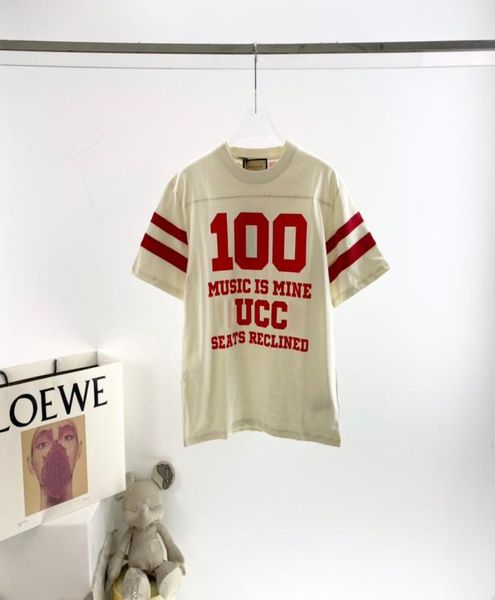 100
MUSIC IS MINE
UCC
SEATS RECLINED
LOEWE